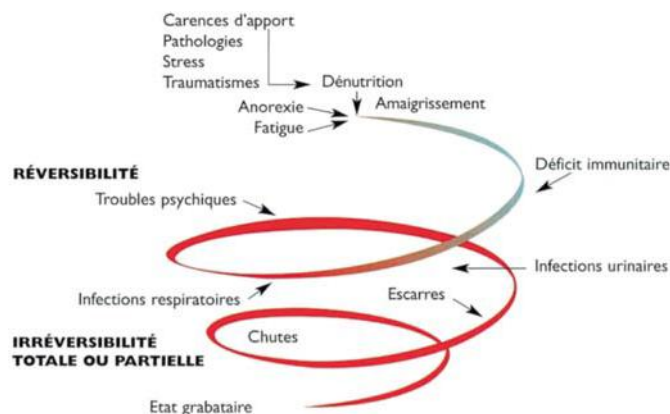 Carences d'apport
Pathologies
Stress
Traumatismes
Dénutrition
Anorexie
Amaigrissement
Fatigue
Déficit immunitaire
RÉVERSIBILITÉ
Troubles psychiques
Infections urinaires
Infections respiratoires
Escarres
IRRÉVERSIBILITÉ
TOTALE OU PARTIELLE
Chutes
Etat grabataire